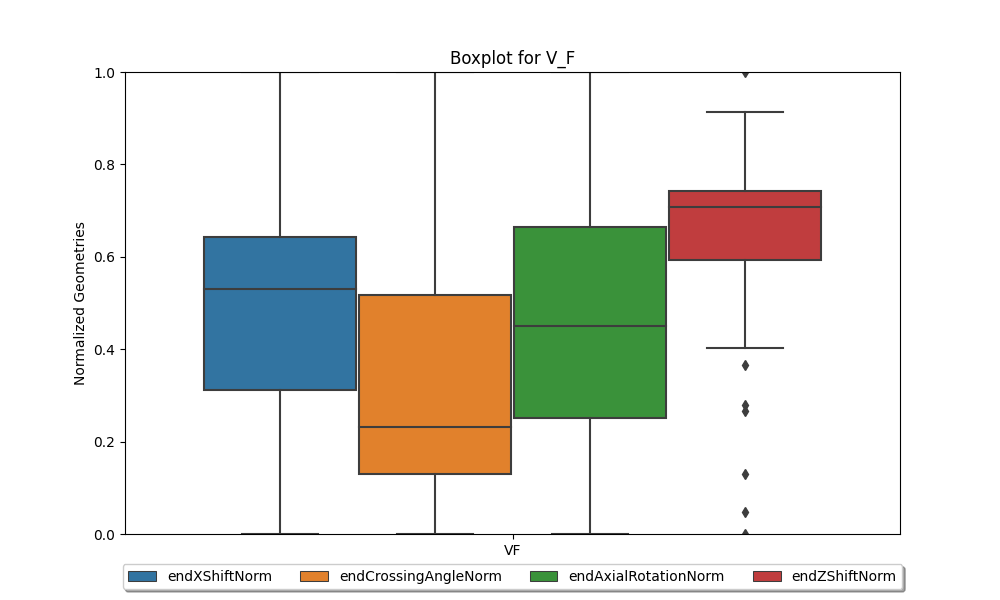 Boxplot for V_F
1.0
0.8
0.6
0.4
0.2
0.0
Normalized Geometries
VF
endXShiftNorm endCrossingAngleNorm endAxialRotationNorm endZShiftNorm